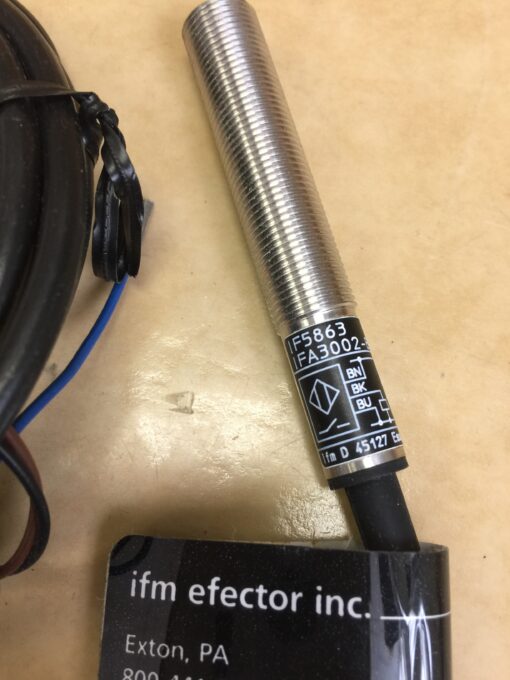 IF5863
IFA3002-
BN
BK
BU
ifm D 45127
ifm efector inc.
Exton, PA